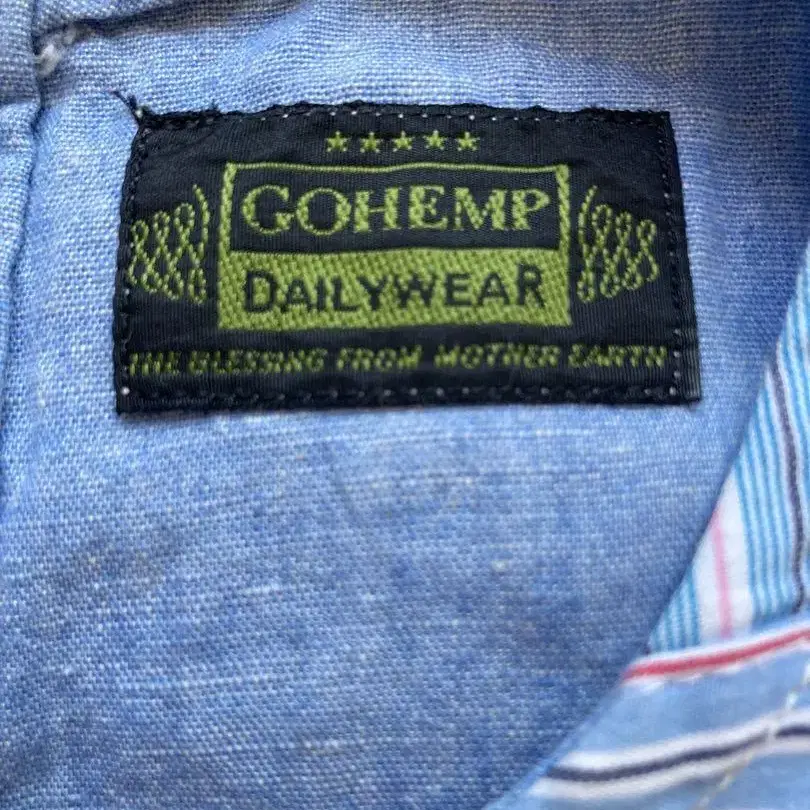 GOHEMP
DAILYWEAR
THE BLESSING FROM MOTHER EARTH